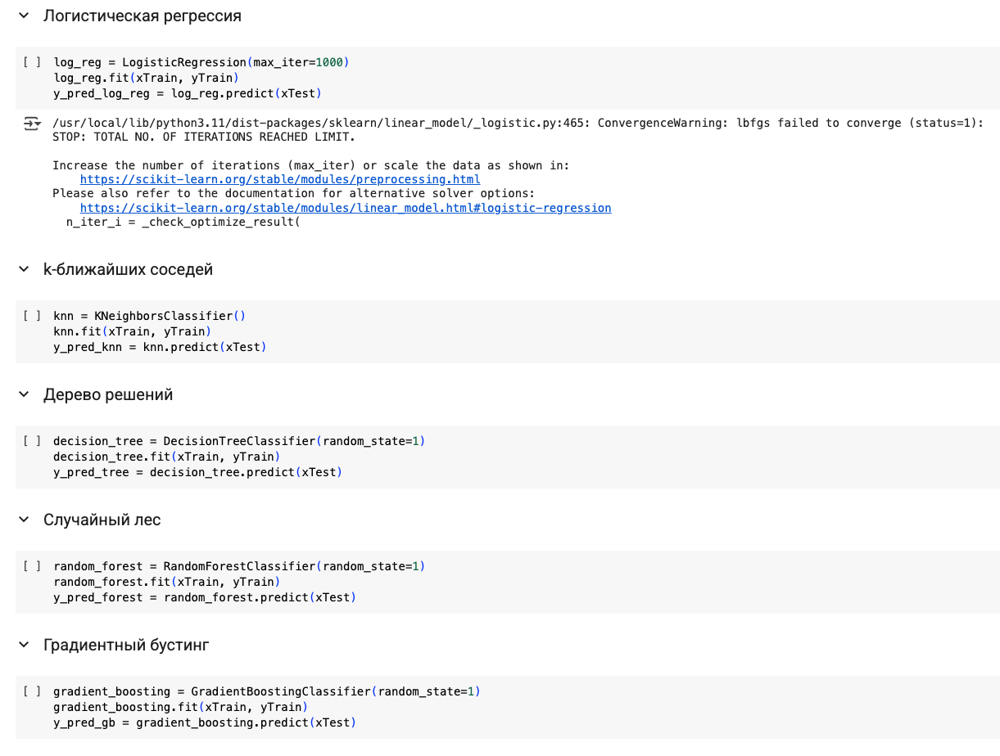 Логистическая регрессия
[ ] log_reg = LogisticRegression(max_iter=1000)
log_reg.fit(xTrain, yTrain)
y_pred_log_reg = log_reg.predict(xTest)
/usr/local/lib/python3.11/dist-packages/sklearn/linear_model/_logistic.py:465: ConvergenceWarning: lbfgs failed to converge (status=1):
STOP: TOTAL NO. OF ITERATIONS REACHED LIMIT.
Increase the number of iterations (max_iter) or scale the data as shown in:
https://scikit-learn.org/stable/modules/preprocessing.html
Please also refer to the documentation for alternative solver options:
https://scikit-learn.org/stable/modules/linear_model.html#logistic-regression
n_iter_i = _check_optimize_result(
k-ближайших соседей
[ ] knn = KNeighborsClassifier()
knn.fit(xTrain, yTrain)
y_pred_knn = knn.predict(xTest)
Дерево решений
[ ] decision_tree = DecisionTreeClassifier(random_state=1)
decision_tree.fit(xTrain, yTrain)
y_pred_tree = decision_tree.predict(xTest)
Случайный лес
[ ] random_forest = RandomForestClassifier(random_state=1)
random_forest.fit(xTrain, yTrain)
y_pred_forest = random_forest.predict(xTest)
Градиентный бустинг
[ ] gradient_boosting = GradientBoostingClassifier(random_state=1)
gradient_boosting.fit(xTrain, yTrain)
y_pred_gb = gradient_boosting.predict(xTest)